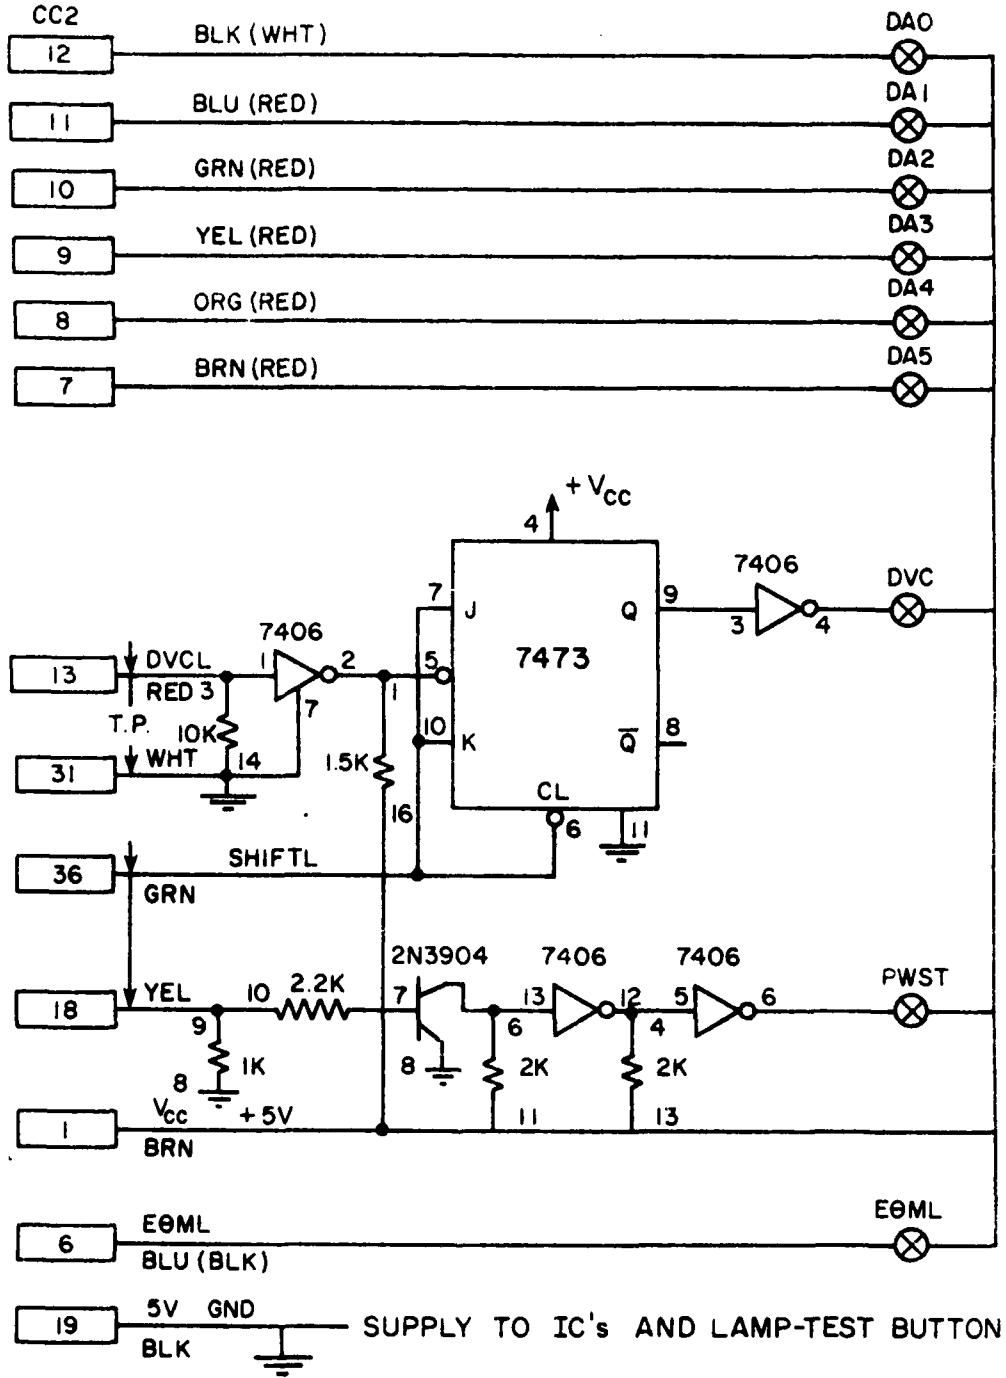 CC2
12 BLK (WHT) DA0
11 BLU (RED) DA1
10 GRN (RED) DA2
9 YEL (RED) DA3
8 ORG (RED) DA4
7 BRN (RED) DA5
+ VCC
4
7406
7 J Q 9 3 4 DVC
7406
13 DVCL 1 2 1 5 7473
RED 3 7
T.P. 10K 10 K Q̅ 8
31 WHT 14 1.5K
CL
16 6 11
36 SHIFTL
GRN
2N3904 7406 7406
18 YEL 10 2.2K 7 13 12 5 6 PWST
9 6 4
8 1K 8 2K 2K
1 VCC +5V 11 13
BRN
6 EθML EθML
BLU (BLK)
19 5V GND SUPPLY TO IC's AND LAMP-TEST BUTTON
BLK